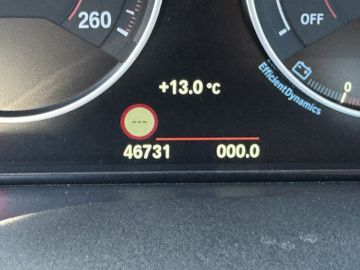 260
OFF
EfficientDynamics
0
+13.0 °C
---
46731 000.0